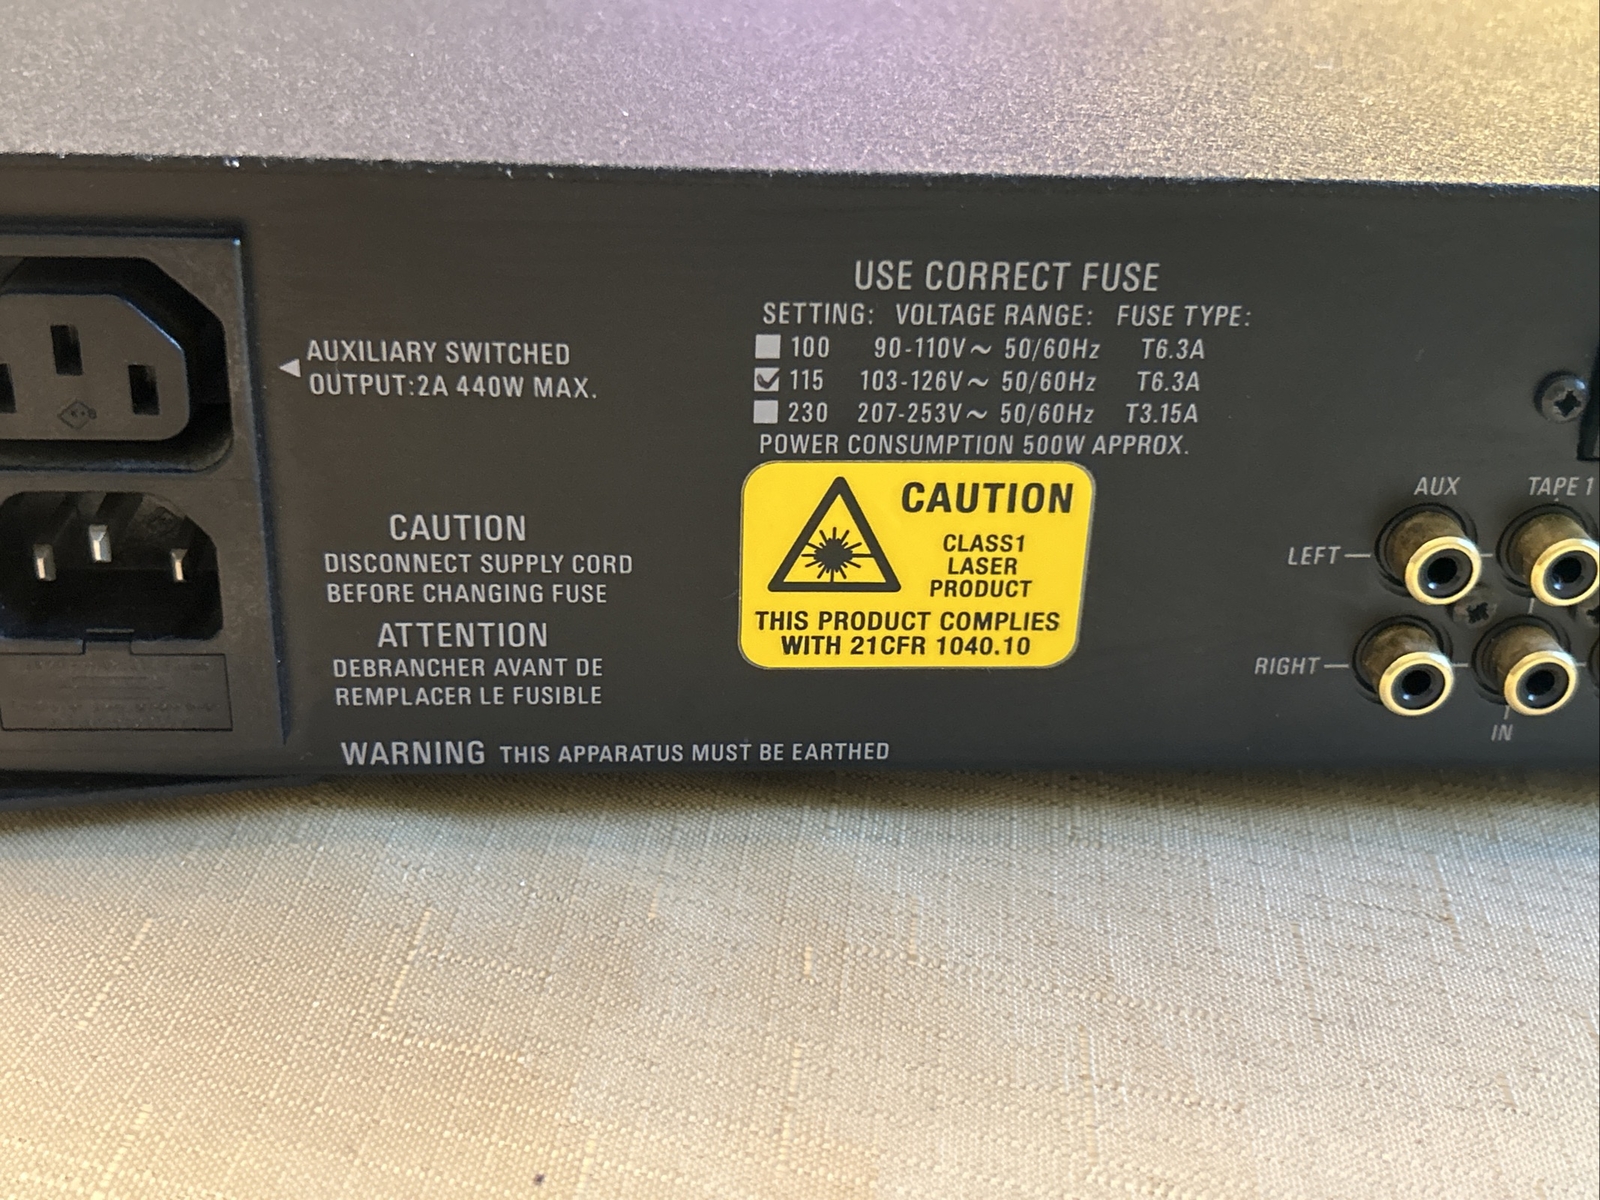 USE CORRECT FUSE
SETTING: VOLTAGE RANGE: FUSE TYPE:
100 90-110V~ 50/60Hz T6.3A
115 103-126V~ 50/60Hz T6.3A
230 207-253V~ 50/60Hz T3.15A
POWER CONSUMPTION 500W APPROX.
AUXILIARY SWITCHED
OUTPUT:2A 440W MAX.
CAUTION
DISCONNECT SUPPLY CORD
BEFORE CHANGING FUSE
ATTENTION
DEBRANCHER AVANT DE
REMPLACER LE FUSIBLE
WARNING THIS APPARATUS MUST BE EARTHED
CAUTION
CLASS1
LASER
PRODUCT
THIS PRODUCT COMPLIES
WITH 21CFR 1040.10
AUX TAPE 1
LEFT
RIGHT
IN